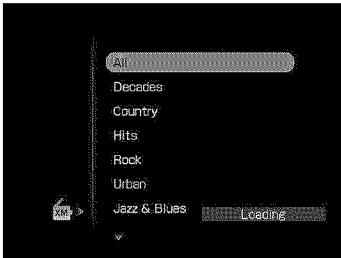 All
Decades
Country
Hits
Rock
Urban
Jazz & Blues
Loading
XM